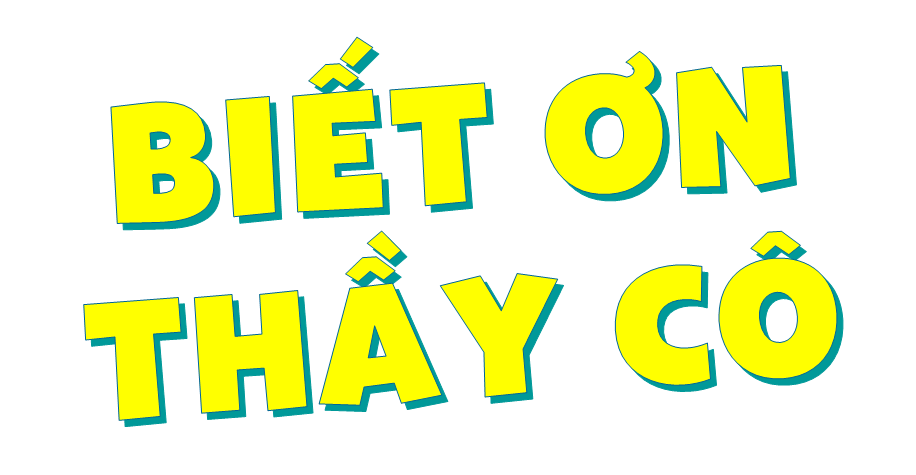 BIẾT ƠN
THẦY CÔ